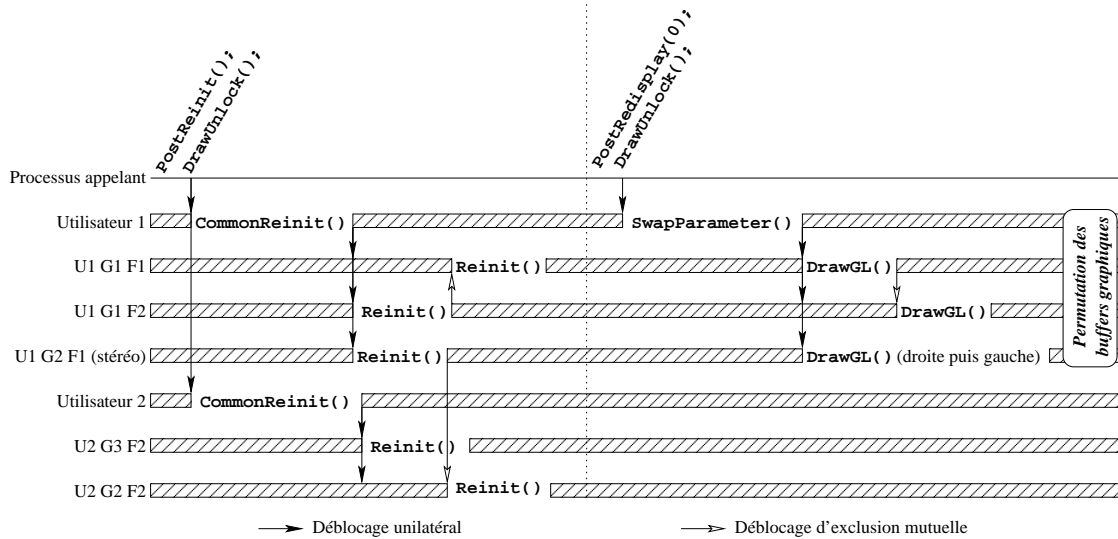 PostReinit();
DrawUnlock();
PostRedisplay(0);
DrawUnlock();
Processus appelant
Utilisateur 1
CommonReinit()
SwapParameter()
U1 G1 F1
Reinit()
DrawGL()
U1 G1 F2
Reinit()
DrawGL()
U1 G2 F1 (stéréo)
Reinit()
DrawGL() (droite puis gauche)
Utilisateur 2
CommonReinit()
U2 G3 F2
Reinit()
U2 G2 F2
Reinit()
Permutation des
buffers graphiques
Déblocage unilatéral
Déblocage d'exclusion mutuelle